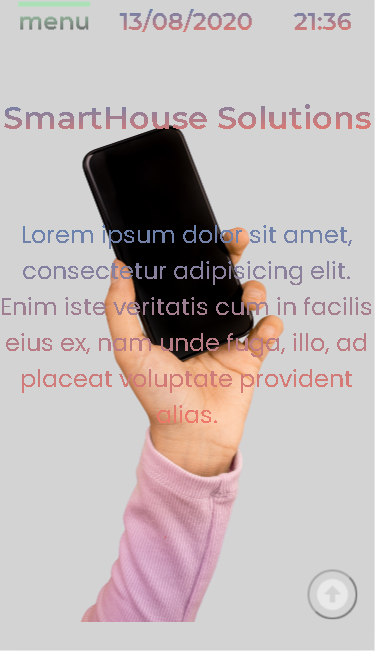 menu 13/08/2020 21:36
SmartHouse Solutions
Lorem ipsum dolor sit amet,
consectetur adipisicing elit.
Enim iste veritatis cum in facilis
eius ex, nam unde fuga, illo, ad
placeat voluptate provident
alias.